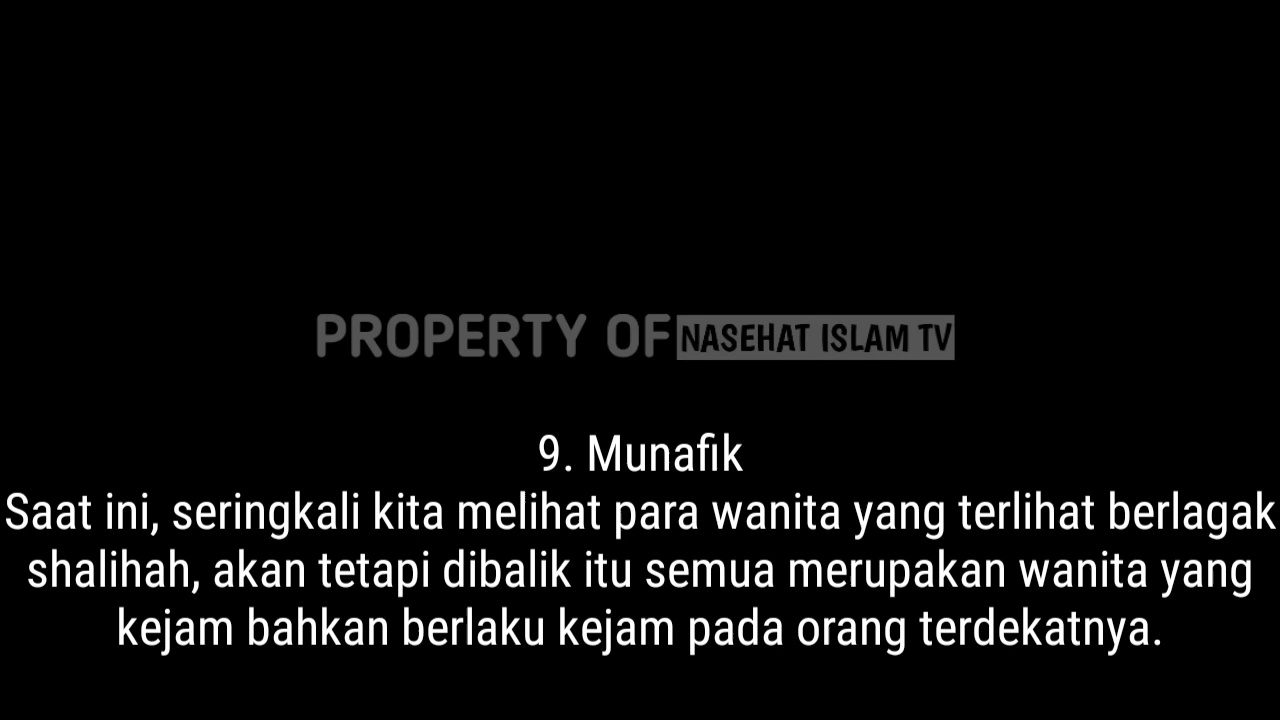 PROPERTY OF NASEHAT ISLAM TV
9. Munafik
Saat ini, seringkali kita melihat para wanita yang terlihat berlagak
shalihah, akan tetapi dibalik itu semua merupakan wanita yang
kejam bahkan berlaku kejam pada orang terdekatnya.